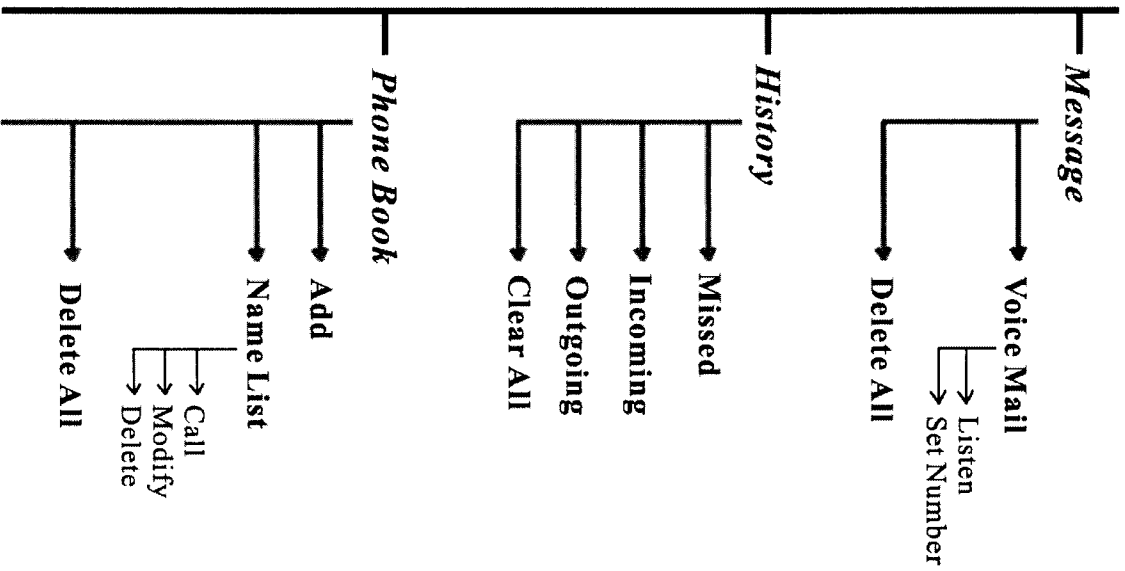 Message
Voice Mail
Listen
Set Number
Delete All
History
Missed
Incoming
Outgoing
Clear All
Phone Book
Add
Name List
Call
Modify
Delete
Delete All